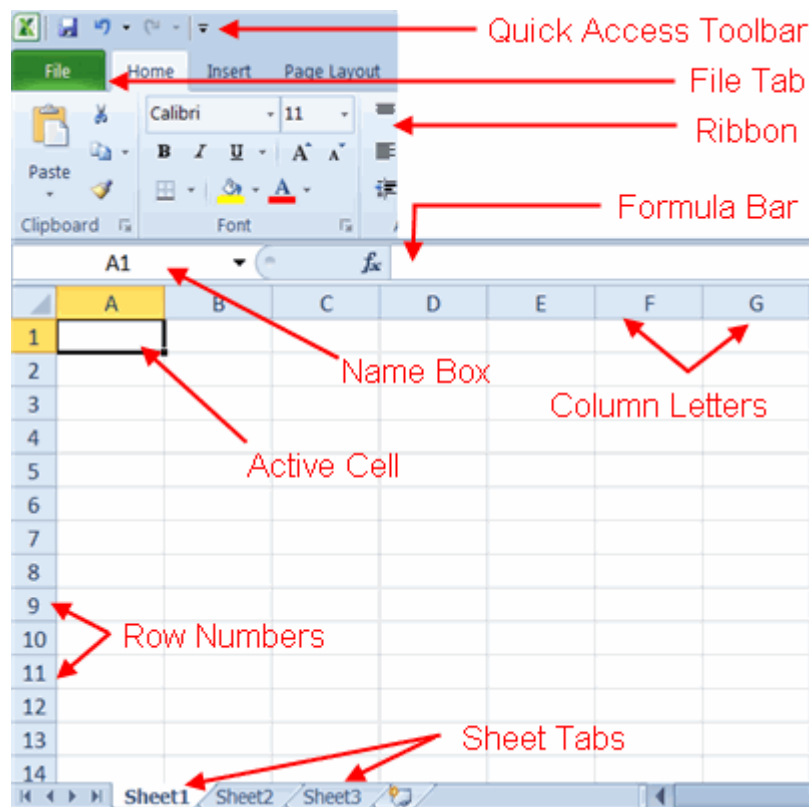 Quick Access Toolbar
File Home Insert Page Layout
File Tab
Calibri 11
Ribbon
B I U A A
Paste
A
Clipboard Font
Formula Bar
A1 fx
A B C D E F G
1
2
Name Box
3
Column Letters
4
5
Active Cell
6
7
8
9
10
Row Numbers
11
12
13
Sheet Tabs
14
Sheet1 Sheet2 Sheet3